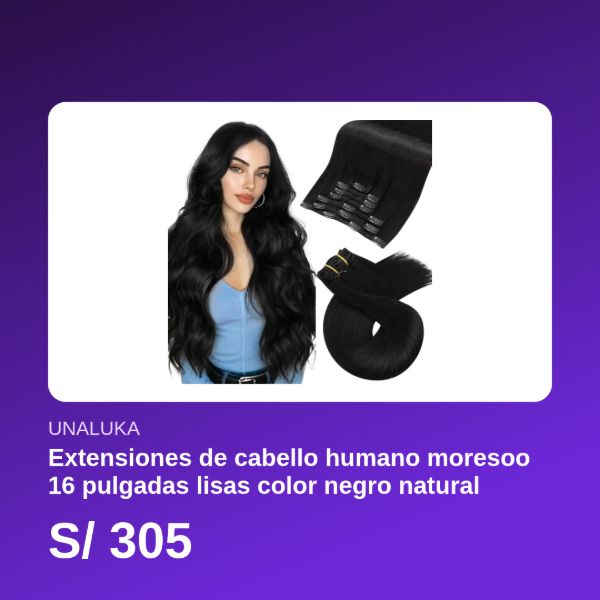 UNALUKA
Extensiones de cabello humano moresoo
16 pulgadas lisas color negro natural
S/ 305